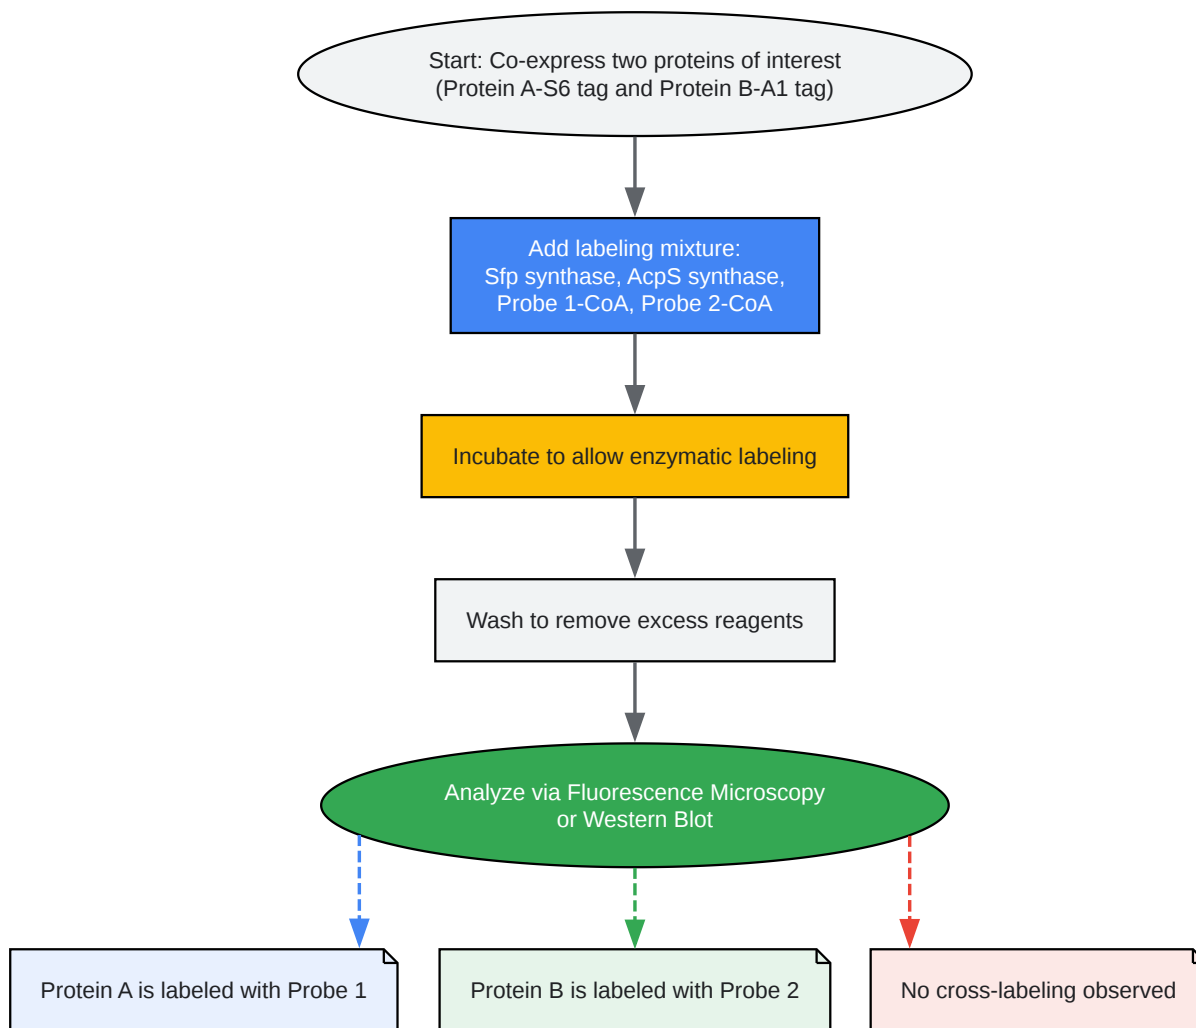 Start: Co-express two proteins of interest
(Protein A-S6 tag and Protein B-A1 tag)
Add labeling mixture:
Sfp synthase, AcpS synthase,
Probe 1-CoA, Probe 2-CoA
Incubate to allow enzymatic labeling
Wash to remove excess reagents
Analyze via Fluorescence Microscopy
or Western Blot
Protein A is labeled with Probe 1
Protein B is labeled with Probe 2
No cross-labeling observed